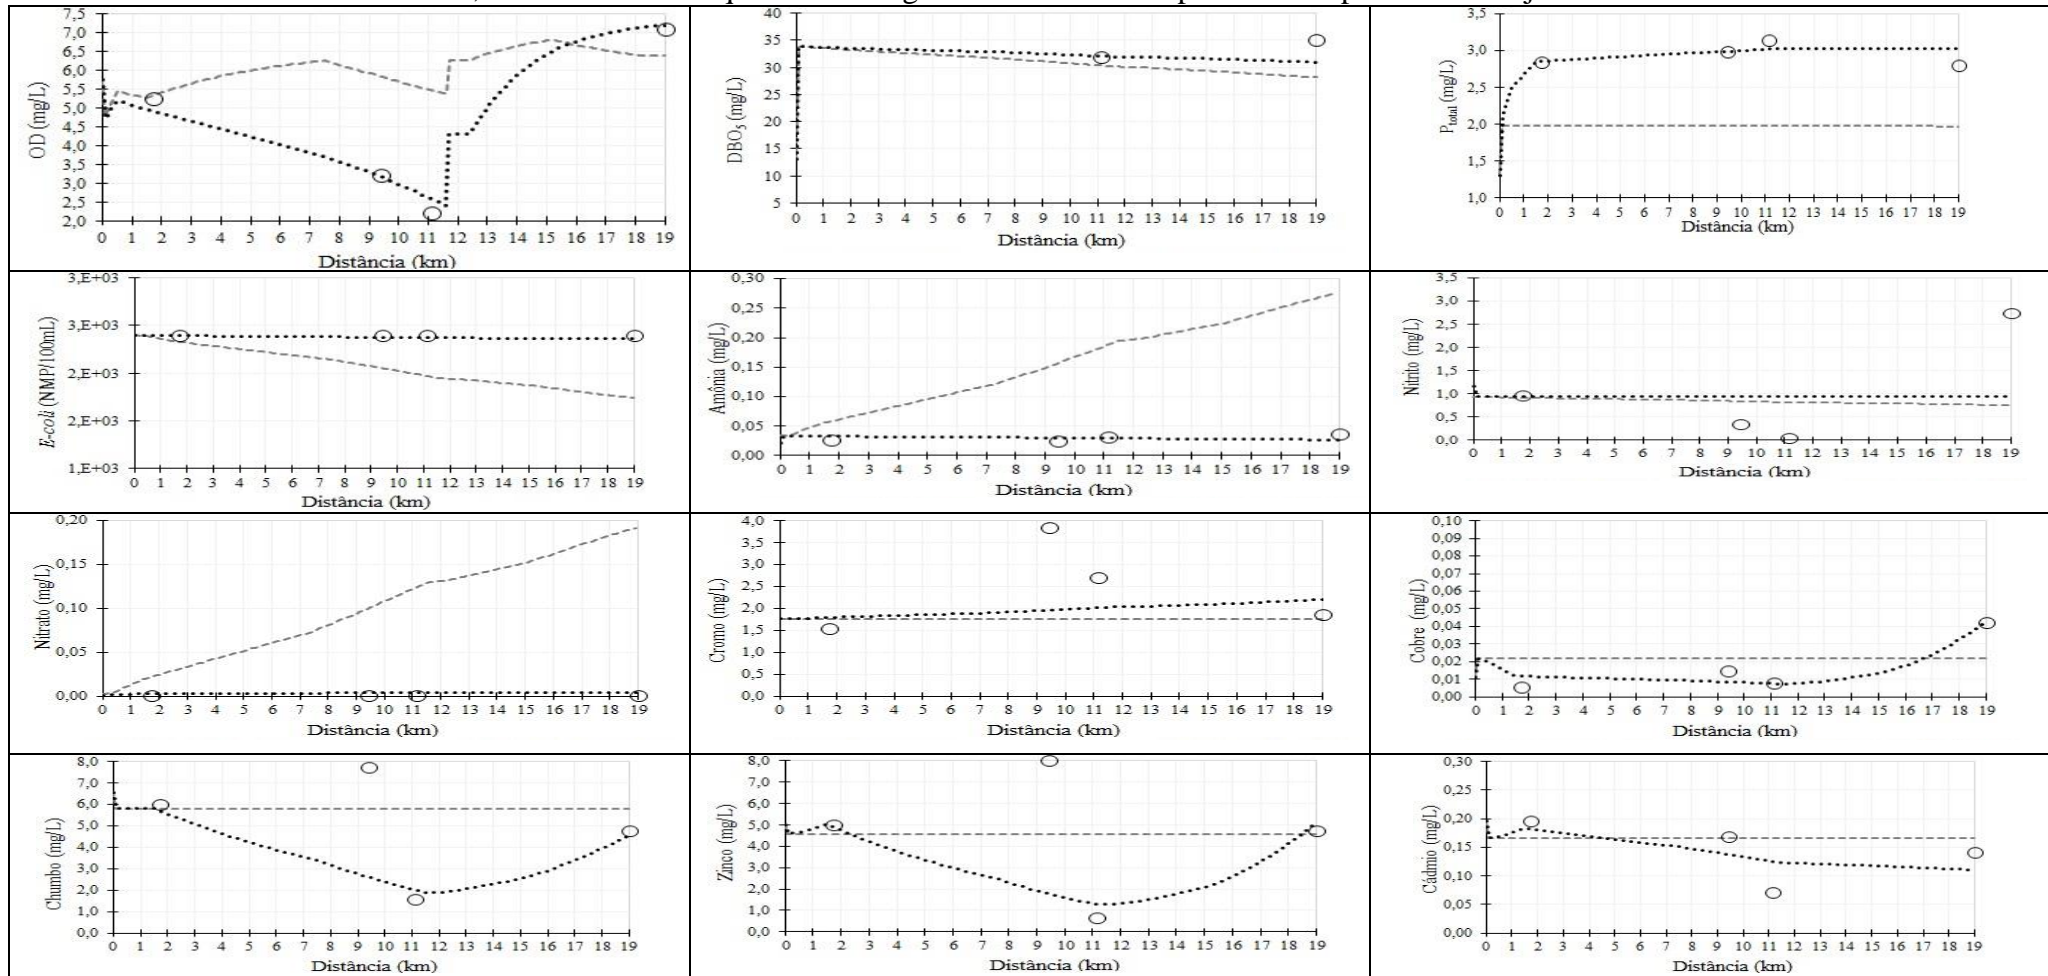 7,5
7,0
6,5
6,0
5,5
5,0
4,5
4,0
3,5
3,0
2,5
2,0
OD (mg/L)
0 1 2 3 4 5 6 7 8 9 10 11 12 13 14 15 16 17 18 19
Distância (km)
40
35
30
25
20
15
10
5
DBO5 (mg/L)
0 1 2 3 4 5 6 7 8 9 10 11 12 13 14 15 16 17 18 19
Distância (km)
3,5
3,0
2,5
2,0
1,5
1,0
Ptotal (mg/L)
0 1 2 3 4 5 6 7 8 9 10 11 12 13 14 15 16 17 18 19
Distância (km)
3,E+03
3,E+03
2,E+03
2,E+03
1,E+03
E-coli (NMP/100mL)
0 1 2 3 4 5 6 7 8 9 10 11 12 13 14 15 16 17 18 19
Distância (km)
0,30
0,25
0,20
0,15
0,10
0,05
0,00
Amônia (mg/L)
0 1 2 3 4 5 6 7 8 9 10 11 12 13 14 15 16 17 18 19
Distância (km)
3,5
3,0
2,5
2,0
1,5
1,0
0,5
0,0
Nitrito (mg/L)
0 1 2 3 4 5 6 7 8 9 10 11 12 13 14 15 16 17 18 19
Distância (km)
0,20
0,15
0,10
0,05
0,00
Nitrato (mg/L)
0 1 2 3 4 5 6 7 8 9 10 11 12 13 14 15 16 17 18 19
Distância (km)
4,0
3,5
3,0
2,5
2,0
1,5
1,0
0,5
0,0
Cromo (mg/L)
0 1 2 3 4 5 6 7 8 9 10 11 12 13 14 15 16 17 18 19
Distância (km)
0,10
0,09
0,08
0,07
0,06
0,05
0,04
0,03
0,02
0,01
0,00
Cobre (mg/L)
0 1 2 3 4 5 6 7 8 9 10 11 12 13 14 15 16 17 18 19
Distância (km)
8,0
7,0
6,0
5,0
4,0
3,0
2,0
1,0
0,0
Chumbo (mg/L)
0 1 2 3 4 5 6 7 8 9 10 11 12 13 14 15 16 17 18 19
Distância (km)
8,0
7,0
6,0
5,0
4,0
3,0
2,0
1,0
0,0
Zinco (mg/L)
0 1 2 3 4 5 6 7 8 9 10 11 12 13 14 15 16 17 18 19
Distância (km)
0,30
0,25
0,20
0,15
0,10
0,05
0,00
Cádmio (mg/L)
0 1 2 3 4 5 6 7 8 9 10 11 12 13 14 15 16 17 18 19
Distância (km)